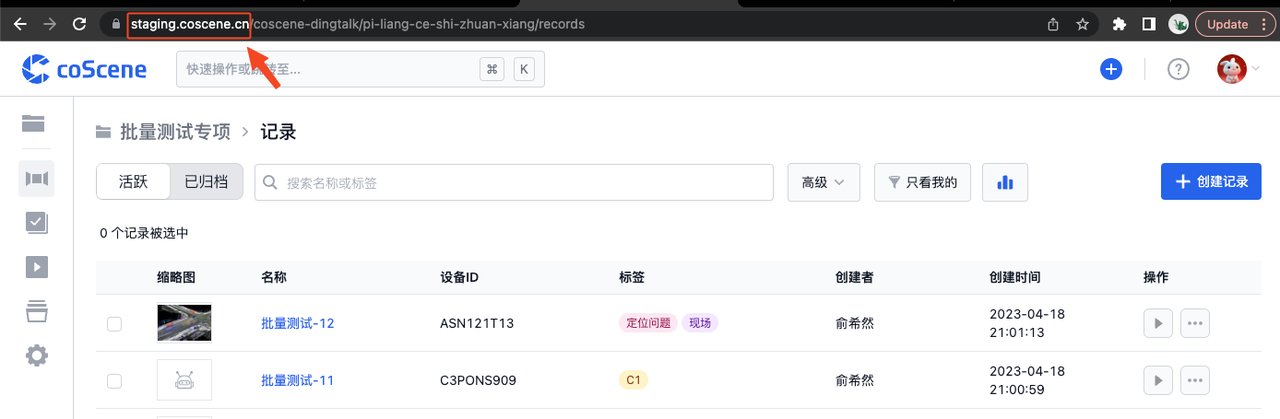 staging.coscene.cn/coscene-dingtalk/pi-liang-ce-shi-zhuan-xiang/records
Update
coScene
快速操作或跳转至...
⌘ K
?
批量测试专项 > 记录
活跃 已归档 搜索名称或标签 高级 只看我的 + 创建记录
0 个记录被选中
缩略图 名称 设备ID 标签 创建者 创建时间 操作
批量测试-12 ASN121T13 定位问题 现场 俞希然 2023-04-18
21:01:13
批量测试-11 C3PONS909 C1 俞希然 2023-04-18
21:00:59